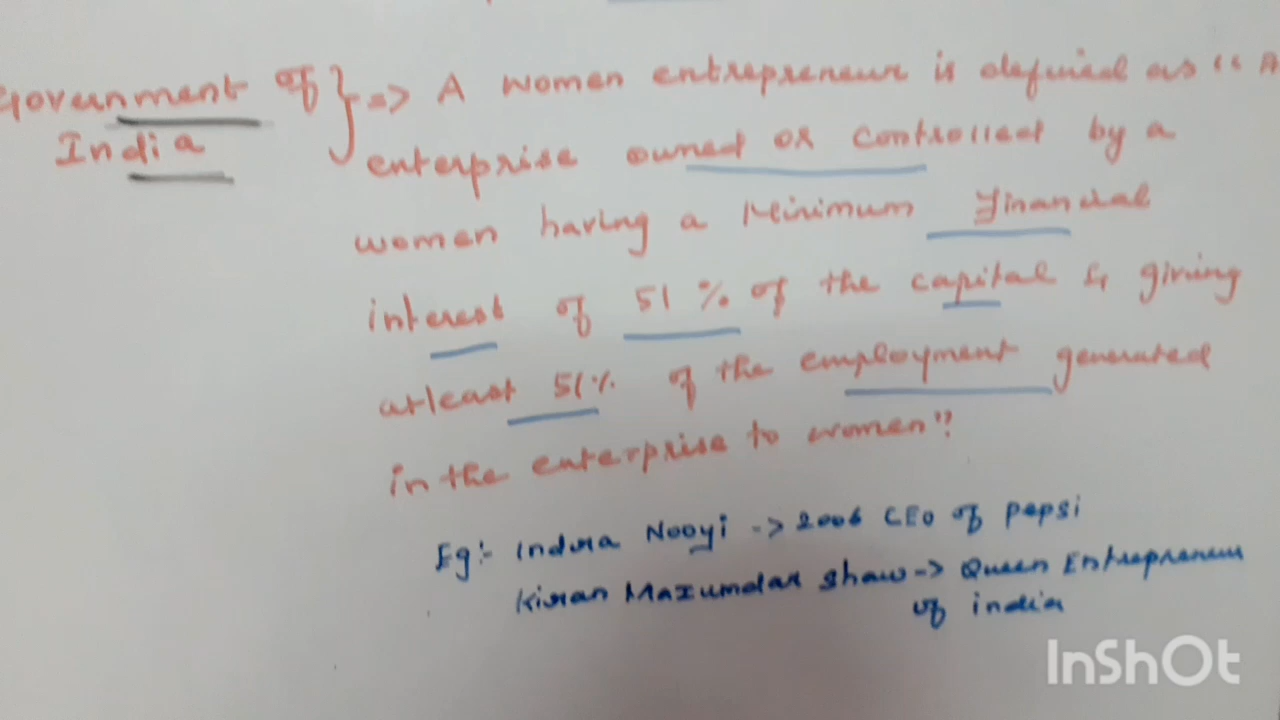 Government of } => A women entrepreneur is defined as "A
India
enterprise owned or controlled by a
women having a Minimum Financial
interest of 51% of the capital & giving
atleast 51% of the employment generated
in the enterprise to women"
Eg:- Indira Nooyi -> 2006 CEO of pepsi
Kiran Mazumdar Shaw -> Queen Entrepreneur
of india
InShOt